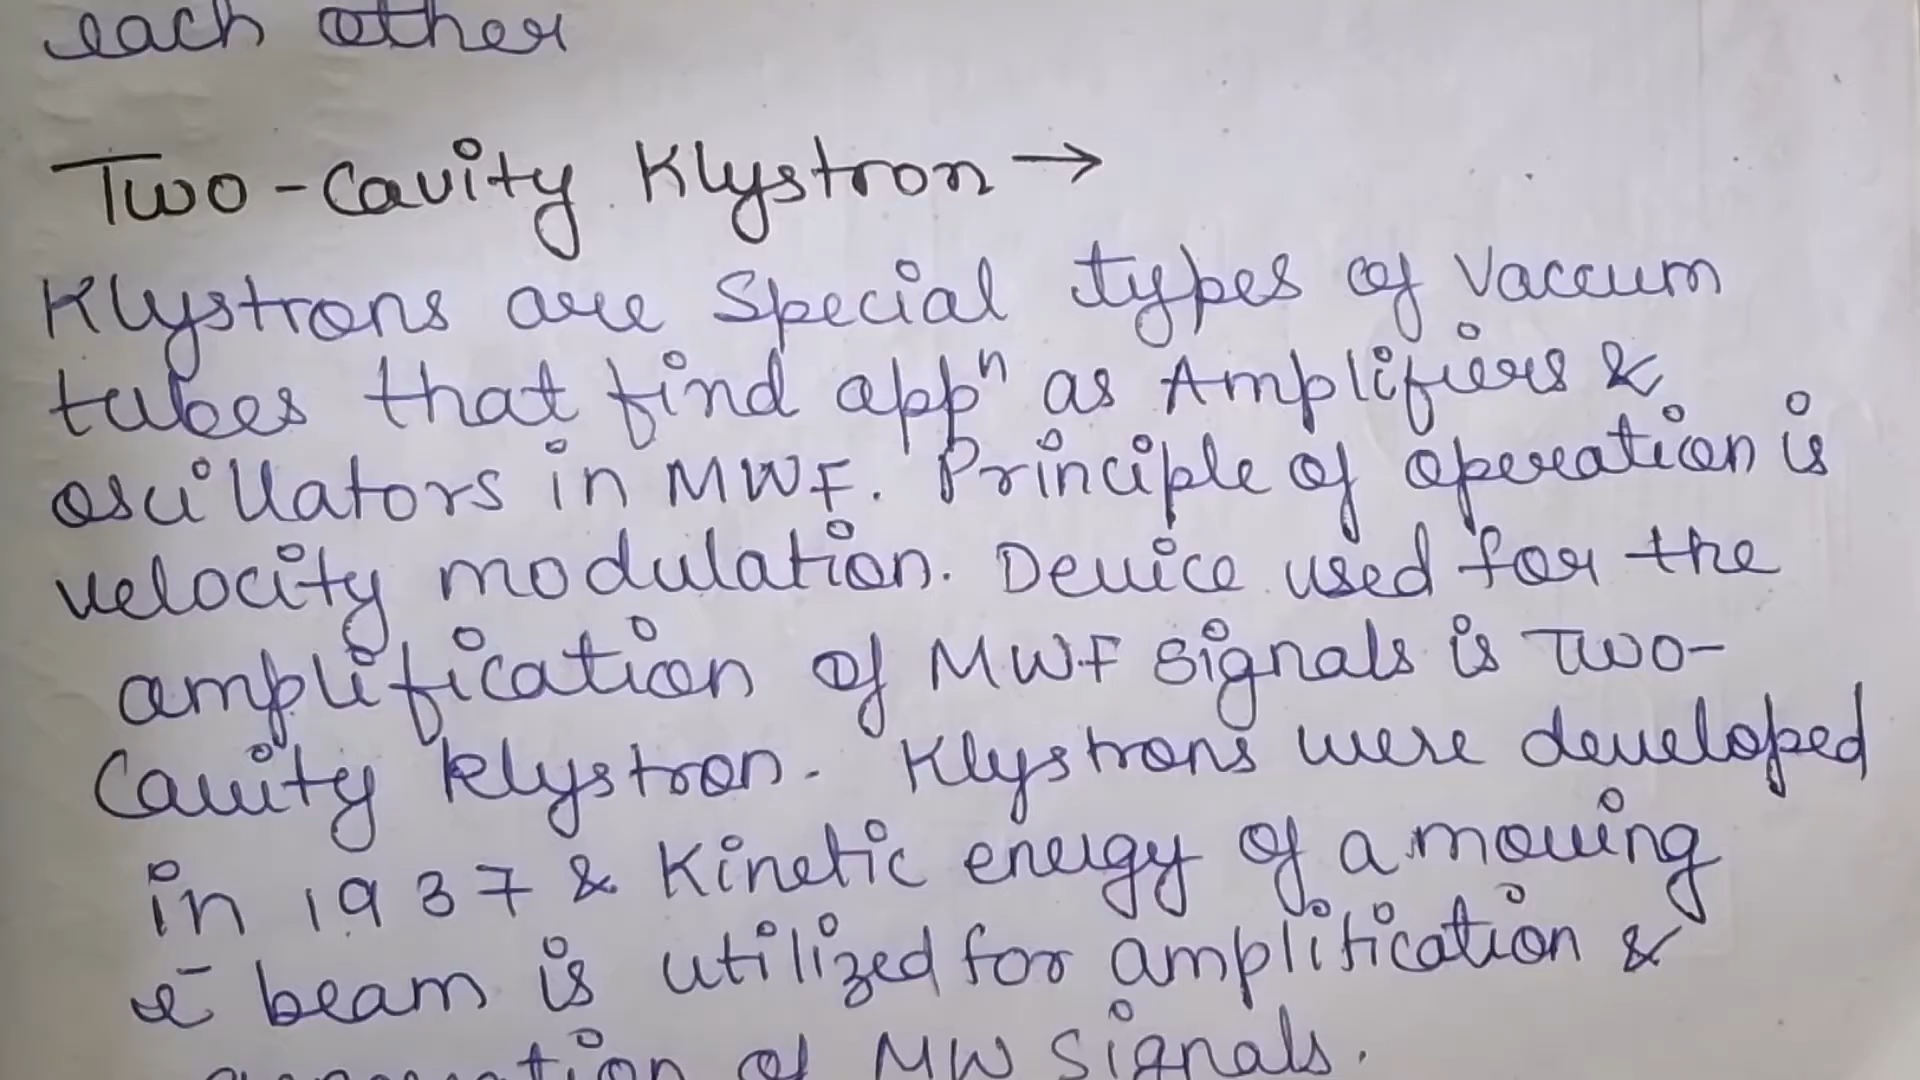 each other
Two-Cavity Klystron →
Klystrons are Special types of Vaccum
tubes that find appⁿ as Amplifiers &
oscillators in MWF. Principle of operation is
velocity modulation. Device used for the
amplification of MWF signals is Two-
Cavity klystron. Klystrons were developed
in 1937 & Kinetic energy of a moving
e⁻ beam is utilized for amplification &
generation of MW signals.